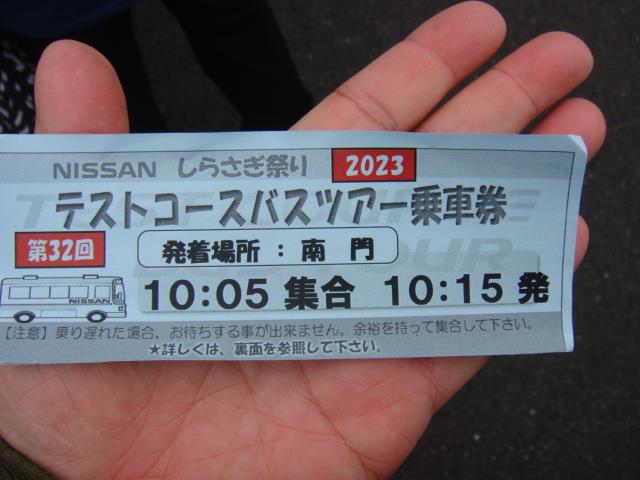 NISSAN しらさぎ祭り 2023
テストコースバスツアー乗車券
第32回
発着場所：南 門
NISSAN
10:05 集合 10:15 発
【注意】乗り遅れた場合、お待ちする事が出来ません。余裕を持って集合して下さい。
★詳しくは、裏面を参照して下さい。